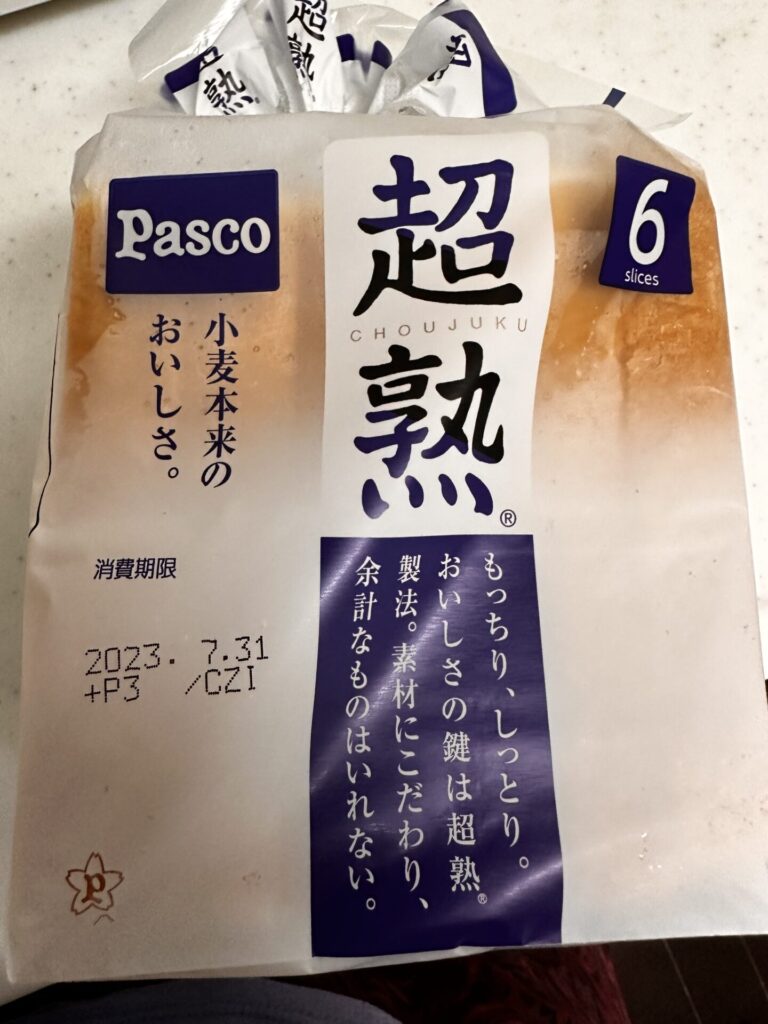 超熟
Pasco
超熟
CHOUJUKU
®
6
slices
小麦本来の
おいしさ。
消費期限
2023. 7.31
+P3 /CZI
もっちり、しっとり。
おいしさの鍵は超熟®
製法。素材にこだわり、
余計なものはいれない。
P